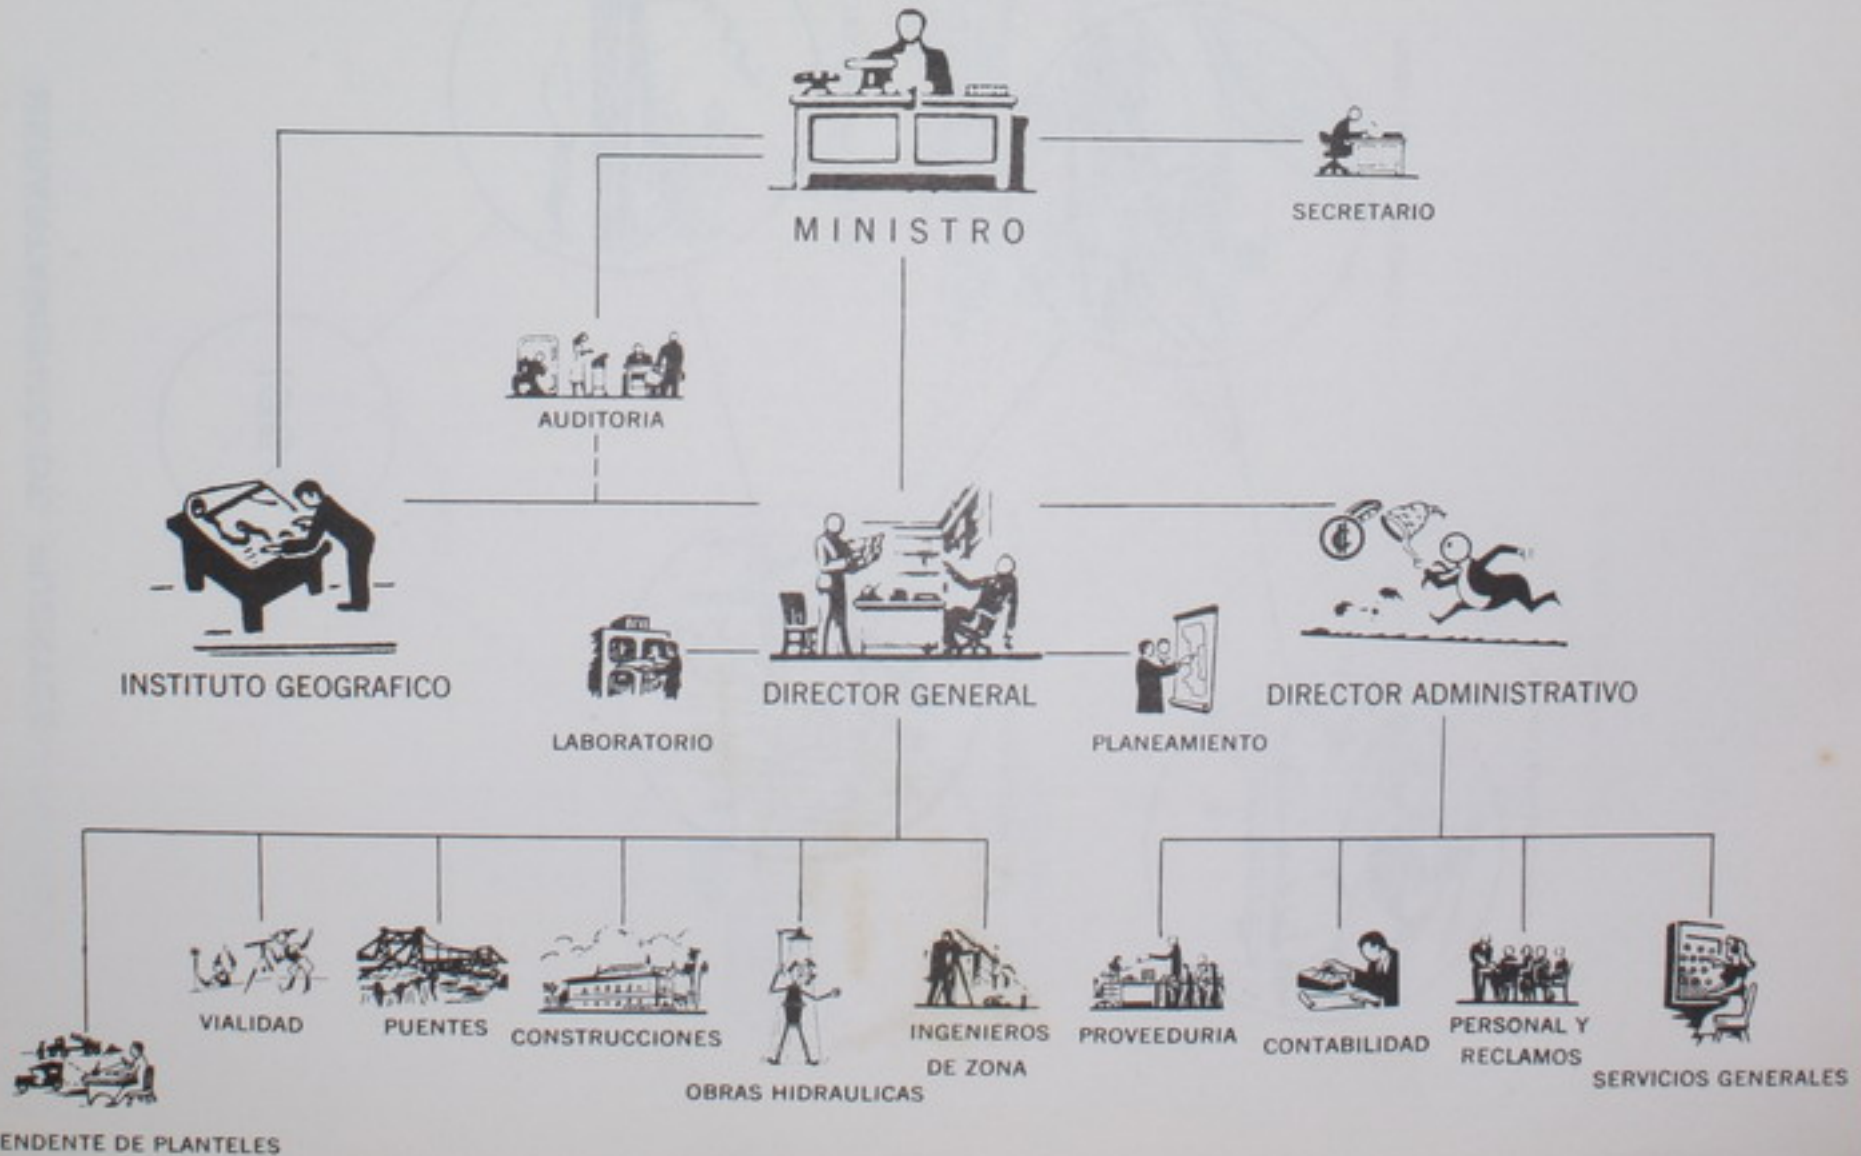 MINISTRO
SECRETARIO
AUDITORIA
INSTITUTO GEOGRAFICO
DIRECTOR GENERAL
DIRECTOR ADMINISTRATIVO
LABORATORIO
PLANEAMIENTO
VIALIDAD
PUENTES
CONSTRUCCIONES
OBRAS HIDRAULICAS
INGENIEROS
DE ZONA
PROVEEDURIA
CONTABILIDAD
PERSONAL Y
RECLAMOS
SERVICIOS GENERALES
ENDENTE DE PLANTELES